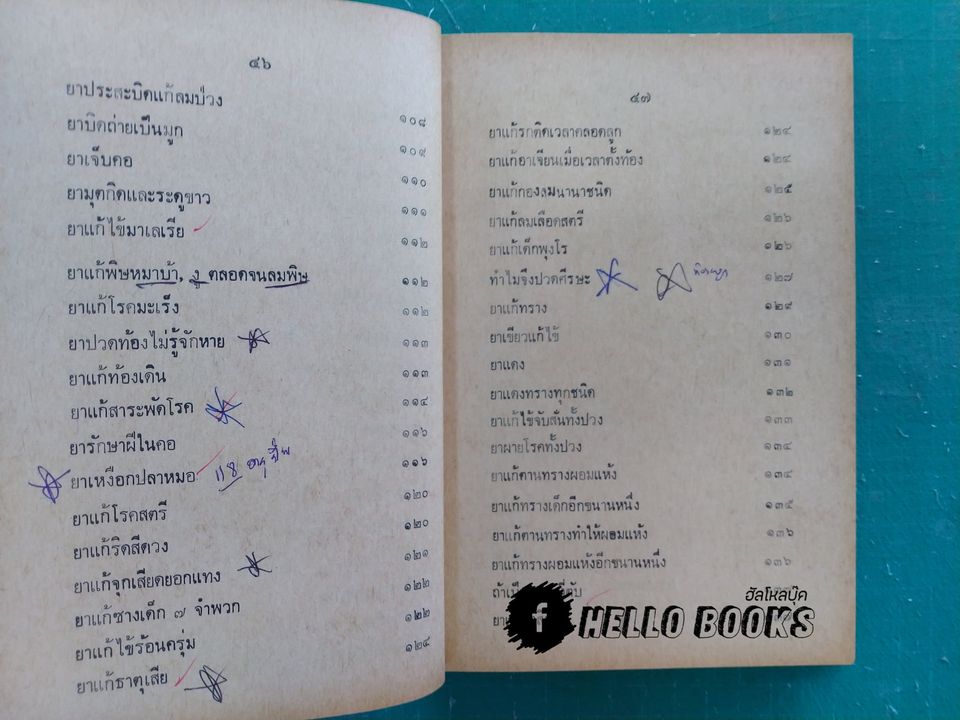 ๔๖
ยาประสะบิดแก้ลมป่วง ๑๐๘
ยาบิดถ่ายเป็นมูก ๑๐๙
ยาเจ็บคอ ๑๑๐
ยามุตกิดและระดูขาว ๑๑๑
ยาแก้ไข้มาเลเรีย ๑๑๒
ยาแก้พิษหมาบ้า, งู ตลอดจนลมพิษ ๑๑๒
ยาแก้โรคมะเร็ง ๑๑๒
ยาปวดท้องไม่รู้จักหาย ๑๑๓
ยาแก้ท้องเดิน ๑๑๓
ยาแก้สาระพัดโรค ๑๑๔
ยารักษาฝีในคอ ๑๑๖
ยาเหงือกปลาหมอ ๑๑๖
ยาแก้โรคสตรี ๑๒๐
ยาแก้ริดสีดวง ๑๒๐
ยาแก้จุกเสียดยอกแทง ๑๒๑
ยาแก้ซางเด็ก ๗ จำพวก ๑๒๒
ยาแก้ไข้ร้อนครุ่ม ๑๒๒
ยาแก้ธาตุเสีย ๑๒๔
๔๗
ยาแก้รกติดเวลาคลอดลูก ๑๒๔
ยาแก้อาเจียนเมื่อเวลาตั้งท้อง ๑๒๔
ยาแก้กองลมนานาชนิด ๑๒๕
ยาแก้ลมเลือดสตรี ๑๒๖
ยาแก้เด็กพุงโร ๑๒๖
ทำไมจึงปวดศีรษะ ๑๒๗
ยาแก้ทราง ๑๒๙
ยาเขียวแก้ไข้ ๑๓๐
ยาแดง ๑๓๑
ยาแดงทรางทุกชนิด ๑๓๒
ยาแก้ไข้จับสั่นทั้งปวง ๑๓๓
ยาผายโรคทั้งปวง ๑๓๔
ยาแก้ตานทรางผอมแห้ง ๑๓๔
ยาแก้ทรางเด็กอีกขนานหนึ่ง ๑๓๕
ยาแก้ตานทรางทำให้ผอมแห้ง ๑๓๖
ยาแก้ทรางผอมแห้งอีกขนานหนึ่ง ๑๓๖
ฮัลโหลบุ๊ค
f HELLO BOOKS